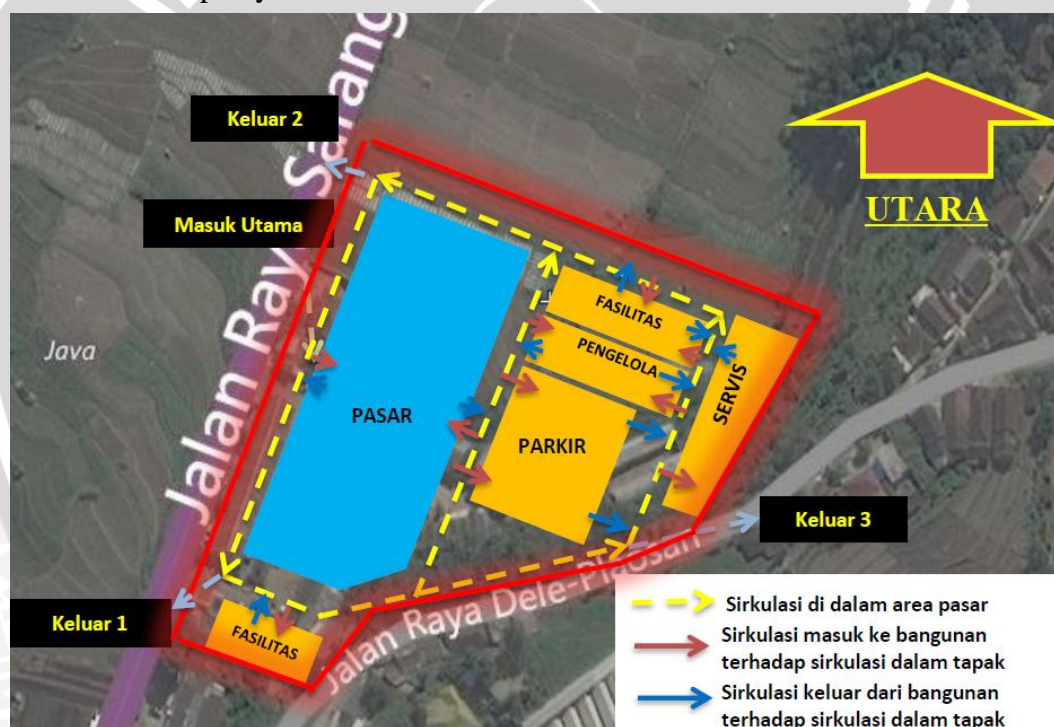 Keluar 2
Masuk Utama
UTARA
Jalan Raya Sarang
Java
FASILITAS
PENGELOLA
SERVIS
PASAR
PARKIR
Keluar 3
Keluar 1
FASILITAS
Jalan Raya Dele-Plaosan
Sirkulasi di dalam area pasar
Sirkulasi masuk ke bangunan
terhadap sirkulasi dalam tapak
Sirkulasi keluar dari bangunan
terhadap sirkulasi dalam tapak